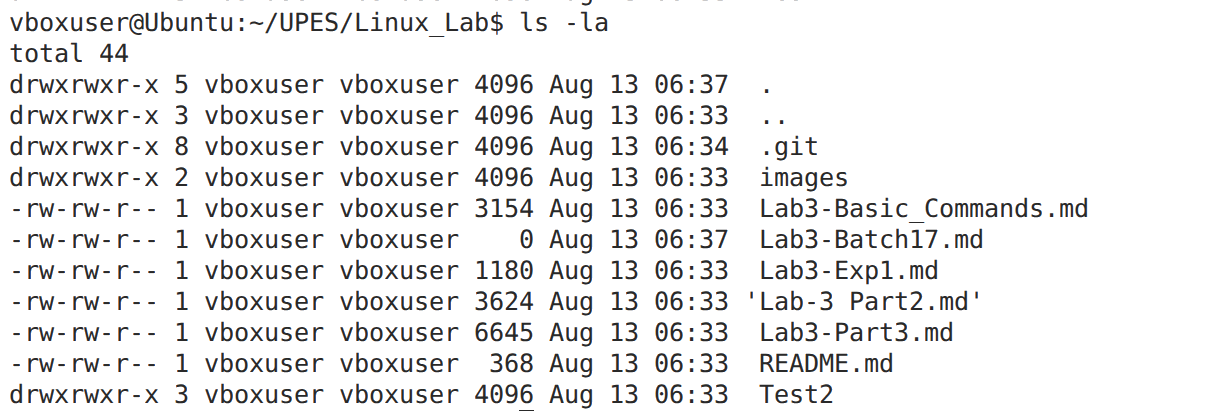 vboxuser@Ubuntu:~/UPES/Linux_Lab$ ls -la
total 44
drwxrwxr-x 5 vboxuser vboxuser 4096 Aug 13 06:37  .
drwxrwxr-x 3 vboxuser vboxuser 4096 Aug 13 06:33  ..
drwxrwxr-x 8 vboxuser vboxuser 4096 Aug 13 06:34  .git
drwxrwxr-x 2 vboxuser vboxuser 4096 Aug 13 06:33  images
-rw-rw-r-- 1 vboxuser vboxuser 3154 Aug 13 06:33  Lab3-Basic_Commands.md
-rw-rw-r-- 1 vboxuser vboxuser    0 Aug 13 06:37  Lab3-Batch17.md
-rw-rw-r-- 1 vboxuser vboxuser 1180 Aug 13 06:33  Lab3-Exp1.md
-rw-rw-r-- 1 vboxuser vboxuser 3624 Aug 13 06:33 'Lab-3 Part2.md'
-rw-rw-r-- 1 vboxuser vboxuser 6645 Aug 13 06:33  Lab3-Part3.md
-rw-rw-r-- 1 vboxuser vboxuser  368 Aug 13 06:33  README.md
drwxrwxr-x 3 vboxuser vboxuser 4096 Aug 13 06:33  Test2